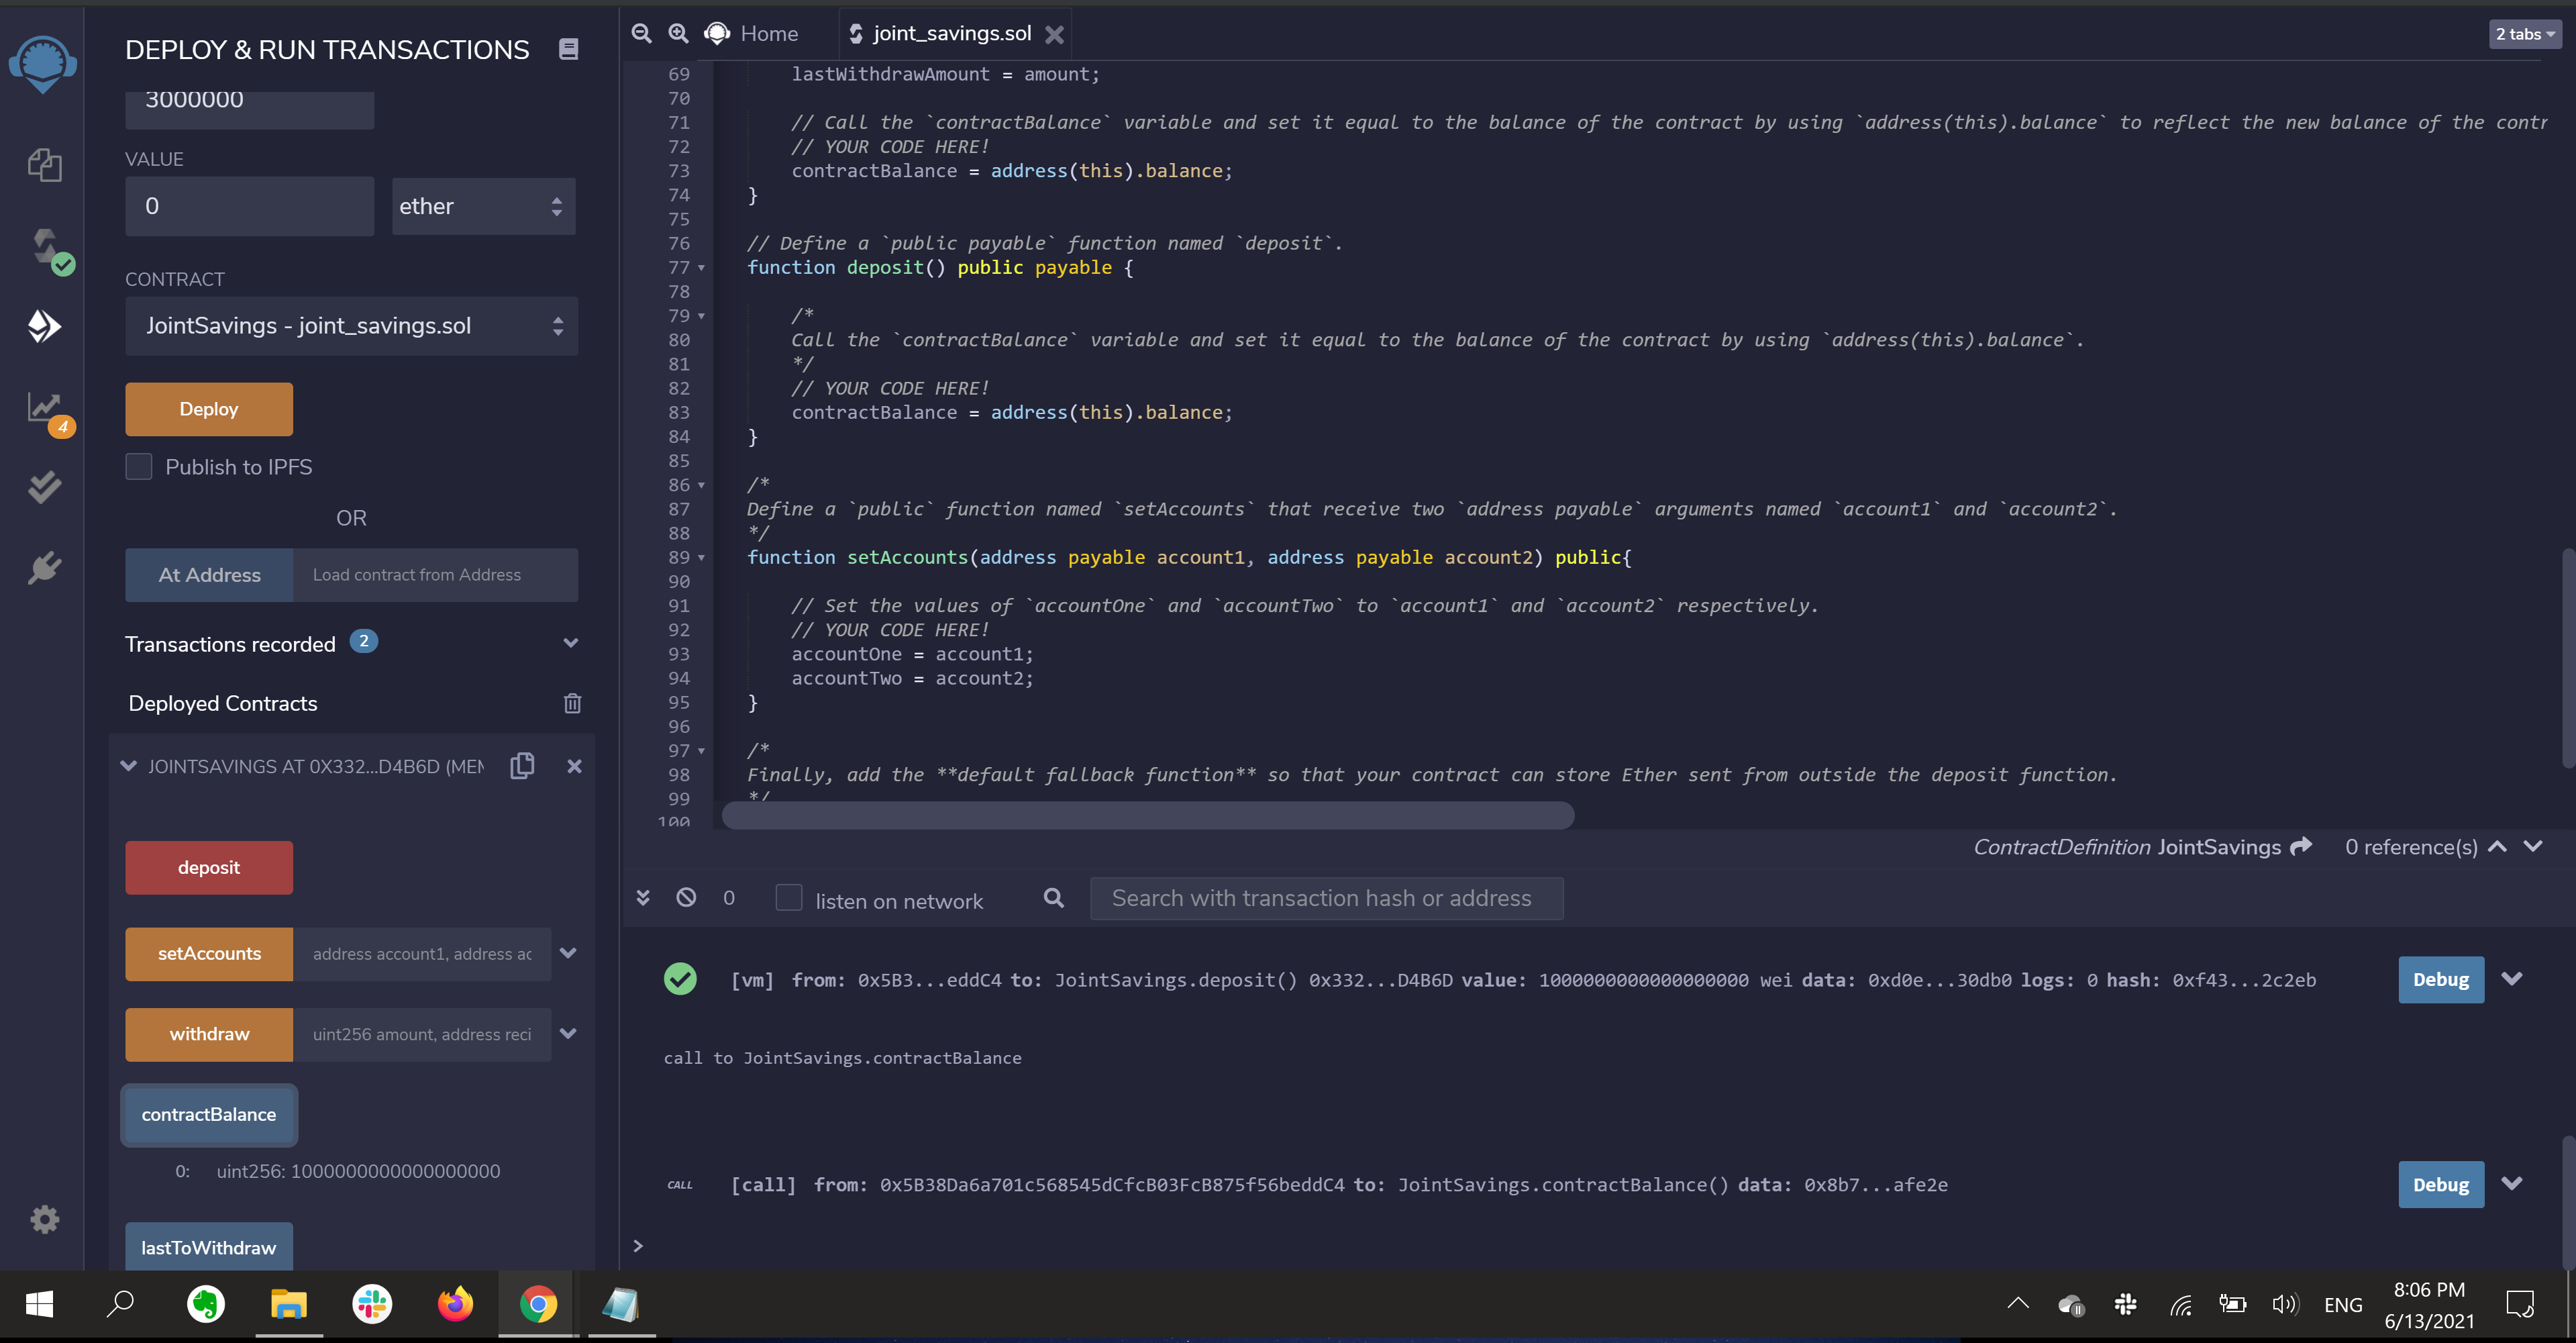 DEPLOY & RUN TRANSACTIONS
3000000
VALUE
0
ether
CONTRACT
JointSavings - joint_savings.sol
Deploy
Publish to IPFS
OR
At Address
Load contract from Address
Transactions recorded 2
Deployed Contracts
JOINTSAVINGS AT 0X332...D4B6D (MEM
deposit
setAccounts
address account1, address ac
withdraw
uint256 amount, address reci
contractBalance
0: uint256: 1000000000000000000
lastToWithdraw
4
Home
joint_savings.sol
2 tabs
69 lastWithdrawAmount = amount;
70
71 // Call the `contractBalance` variable and set it equal to the balance of the contract by using `address(this).balance` to reflect the new balance of the contr
72 // YOUR CODE HERE!
73 contractBalance = address(this).balance;
74 }
75
76 // Define a `public payable` function named `deposit`.
77 function deposit() public payable {
78
79 /*
80 Call the `contractBalance` variable and set it equal to the balance of the contract by using `address(this).balance`.
81 */
82 // YOUR CODE HERE!
83 contractBalance = address(this).balance;
84 }
85
86 /*
87 Define a `public` function named `setAccounts` that receive two `address payable` arguments named `account1` and `account2`.
88 */
89 function setAccounts(address payable account1, address payable account2) public{
90
91 // Set the values of `accountOne` and `accountTwo` to `account1` and `account2` respectively.
92 // YOUR CODE HERE!
93 accountOne = account1;
94 accountTwo = account2;
95 }
96
97 /*
98 Finally, add the **default fallback function** so that your contract can store Ether sent from outside the deposit function.
99 */
100
ContractDefinition JointSavings 0 reference(s)
0
listen on network
Search with transaction hash or address
[vm] from: 0x5B3...eddC4 to: JointSavings.deposit() 0x332...D4B6D value: 1000000000000000000 wei data: 0xd0e...30db0 logs: 0 hash: 0xf43...2c2eb
Debug
call to JointSavings.contractBalance
CALL
[call] from: 0x5B38Da6a701c568545dCfcB03FcB875f56beddC4 to: JointSavings.contractBalance() data: 0x8b7...afe2e
Debug
>
ENG
8:06 PM
6/13/2021